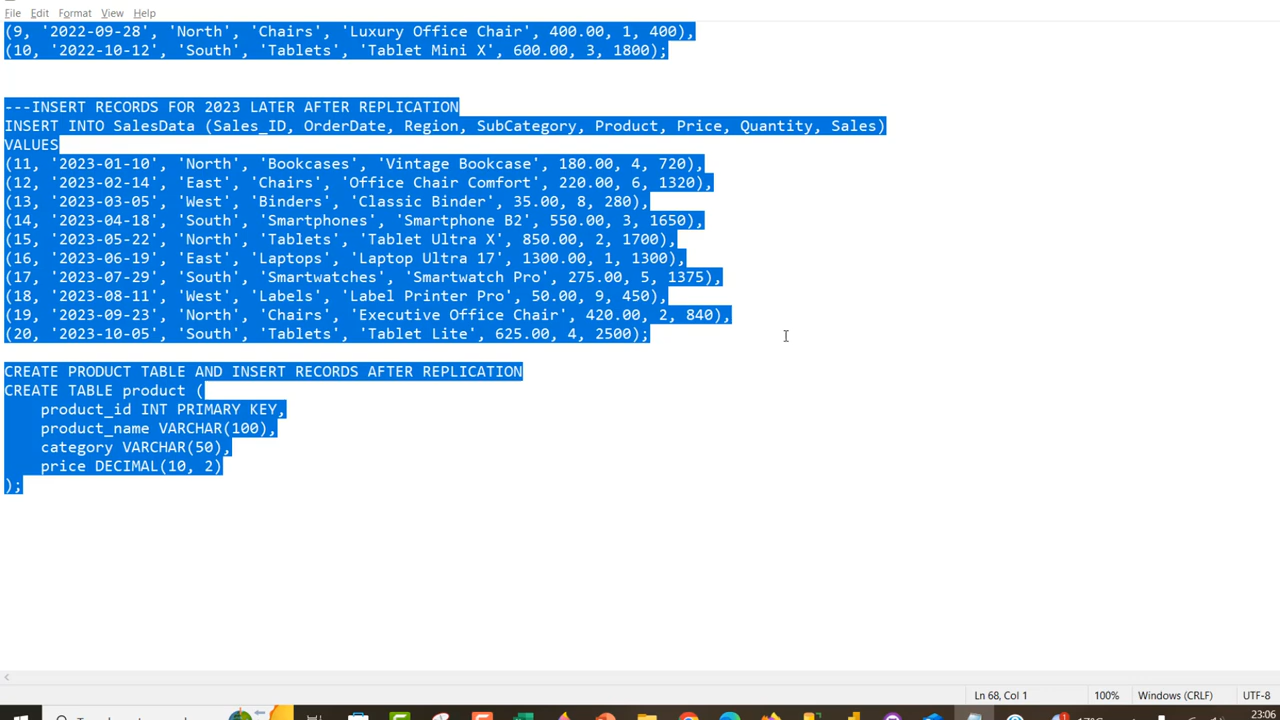 File Edit Format View Help
(9, '2022-09-28', 'North', 'Chairs', 'Luxury Office Chair', 400.00, 1, 400),
(10, '2022-10-12', 'South', 'Tablets', 'Tablet Mini X', 600.00, 3, 1800);
---INSERT RECORDS FOR 2023 LATER AFTER REPLICATION
INSERT INTO SalesData (Sales_ID, OrderDate, Region, SubCategory, Product, Price, Quantity, Sales)
VALUES
(11, '2023-01-10', 'North', 'Bookcases', 'Vintage Bookcase', 180.00, 4, 720),
(12, '2023-02-14', 'East', 'Chairs', 'Office Chair Comfort', 220.00, 6, 1320),
(13, '2023-03-05', 'West', 'Binders', 'Classic Binder', 35.00, 8, 280),
(14, '2023-04-18', 'South', 'Smartphones', 'Smartphone B2', 550.00, 3, 1650),
(15, '2023-05-22', 'North', 'Tablets', 'Tablet Ultra X', 850.00, 2, 1700),
(16, '2023-06-19', 'East', 'Laptops', 'Laptop Ultra 17', 1300.00, 1, 1300),
(17, '2023-07-29', 'South', 'Smartwatches', 'Smartwatch Pro', 275.00, 5, 1375),
(18, '2023-08-11', 'West', 'Labels', 'Label Printer Pro', 50.00, 9, 450),
(19, '2023-09-23', 'North', 'Chairs', 'Executive Office Chair', 420.00, 2, 840),
(20, '2023-10-05', 'South', 'Tablets', 'Tablet Lite', 625.00, 4, 2500);
CREATE PRODUCT TABLE AND INSERT RECORDS AFTER REPLICATION
CREATE TABLE product (
product_id INT PRIMARY KEY,
product_name VARCHAR(100),
category VARCHAR(50),
price DECIMAL(10, 2)
);
Ln 68, Col 1 100% Windows (CRLF) UTF-8
23:06